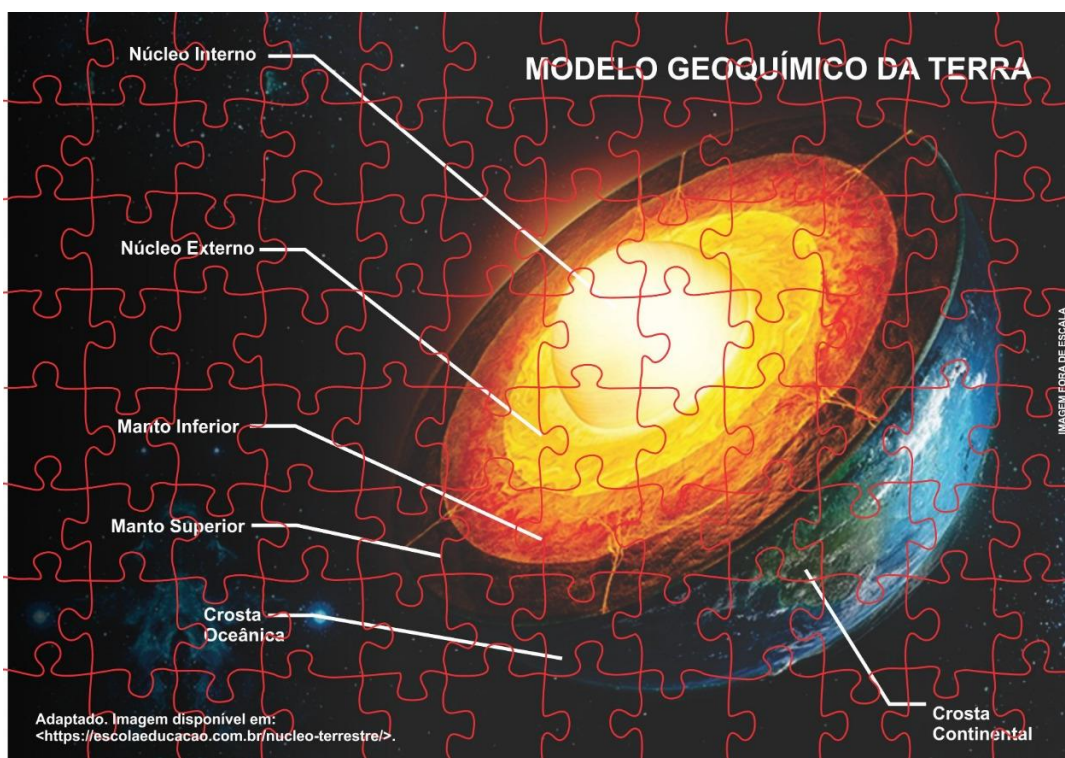 Núcleo Interno
MODELO GEOQUÍMICO DA TERRA
Núcleo Externo
IMAGEM FORA DE ESCALA
Manto Inferior
Manto Superior
Crosta
Oceânica
Crosta
Continental
Adaptado. Imagem disponível em:
<https://escolaeducacao.com.br/nucleo-terrestre/>.